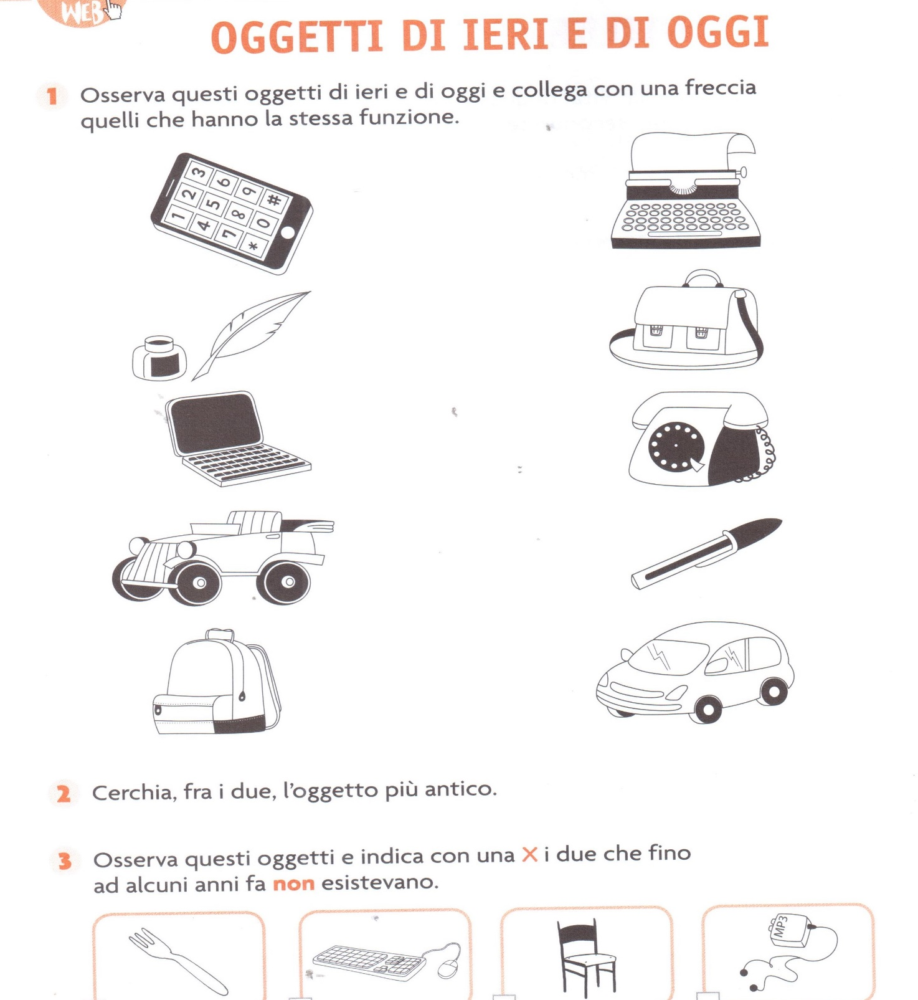 WEB
OGGETTI DI IERI E DI OGGI
1 Osserva questi oggetti di ieri e di oggi e collega con una freccia
quelli che hanno la stessa funzione.
3 6 9 #
2 5 8 0
1 4 7 *
2 Cerchia, fra i due, l'oggetto più antico.
3 Osserva questi oggetti e indica con una X i due che fino
ad alcuni anni fa non esistevano.
MP3